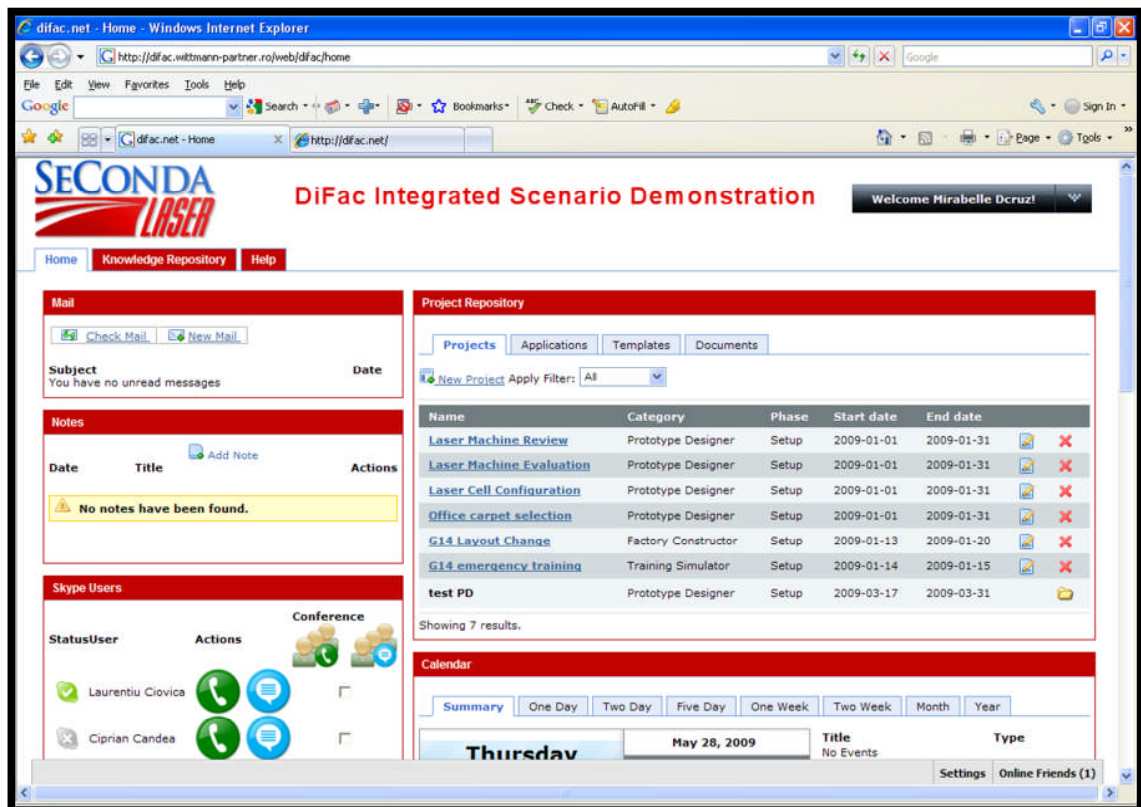 difac.net - Home - Windows Internet Explorer
http://difac.wittmann-partner.ro/web/difac/home
Google
File Edit View Favorites Tools Help
Google Search Bookmarks Check AutoFill Sign In
difac.net - Home http://difac.net/ Page Tools
SECONDA
LASER
DiFac Integrated Scenario Demonstration
Welcome Mirabelle Dcruz!
Home Knowledge Repository Help
Mail
Check Mail New Mail
Subject Date
You have no unread messages
Notes
Add Note
Date Title Actions
No notes have been found.
Skype Users
Conference
StatusUser Actions
Laurentiu Ciovica
Ciprian Candea
Project Repository
Projects Applications Templates Documents
New Project Apply Filter: All
Name Category Phase Start date End date
Laser Machine Review Prototype Designer Setup 2009-01-01 2009-01-31
Laser Machine Evaluation Prototype Designer Setup 2009-01-01 2009-01-31
Laser Cell Configuration Prototype Designer Setup 2009-01-01 2009-01-31
Office carpet selection Prototype Designer Setup 2009-01-01 2009-01-31
G14 Layout Change Factory Constructor Setup 2009-01-13 2009-01-20
G14 emergency training Training Simulator Setup 2009-01-14 2009-01-15
test PD Prototype Designer Setup 2009-03-17 2009-03-31
Showing 7 results.
Calendar
Summary One Day Two Day Five Day One Week Two Week Month Year
Thursday May 28, 2009 Title Type
No Events
Settings Online Friends (1)